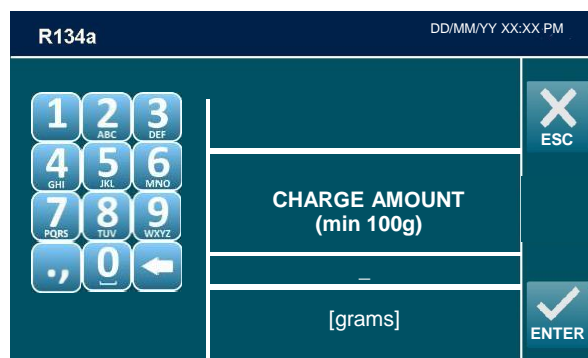 R134a
DD/MM/YY XX:XX PM
1 2 ABC 3 DEF
4 GHI 5 JKL 6 MNO
7 PQRS 8 TUV 9 WXYZ
., 0
CHARGE AMOUNT
(min 100g)
_
[grams]
ESC
ENTER